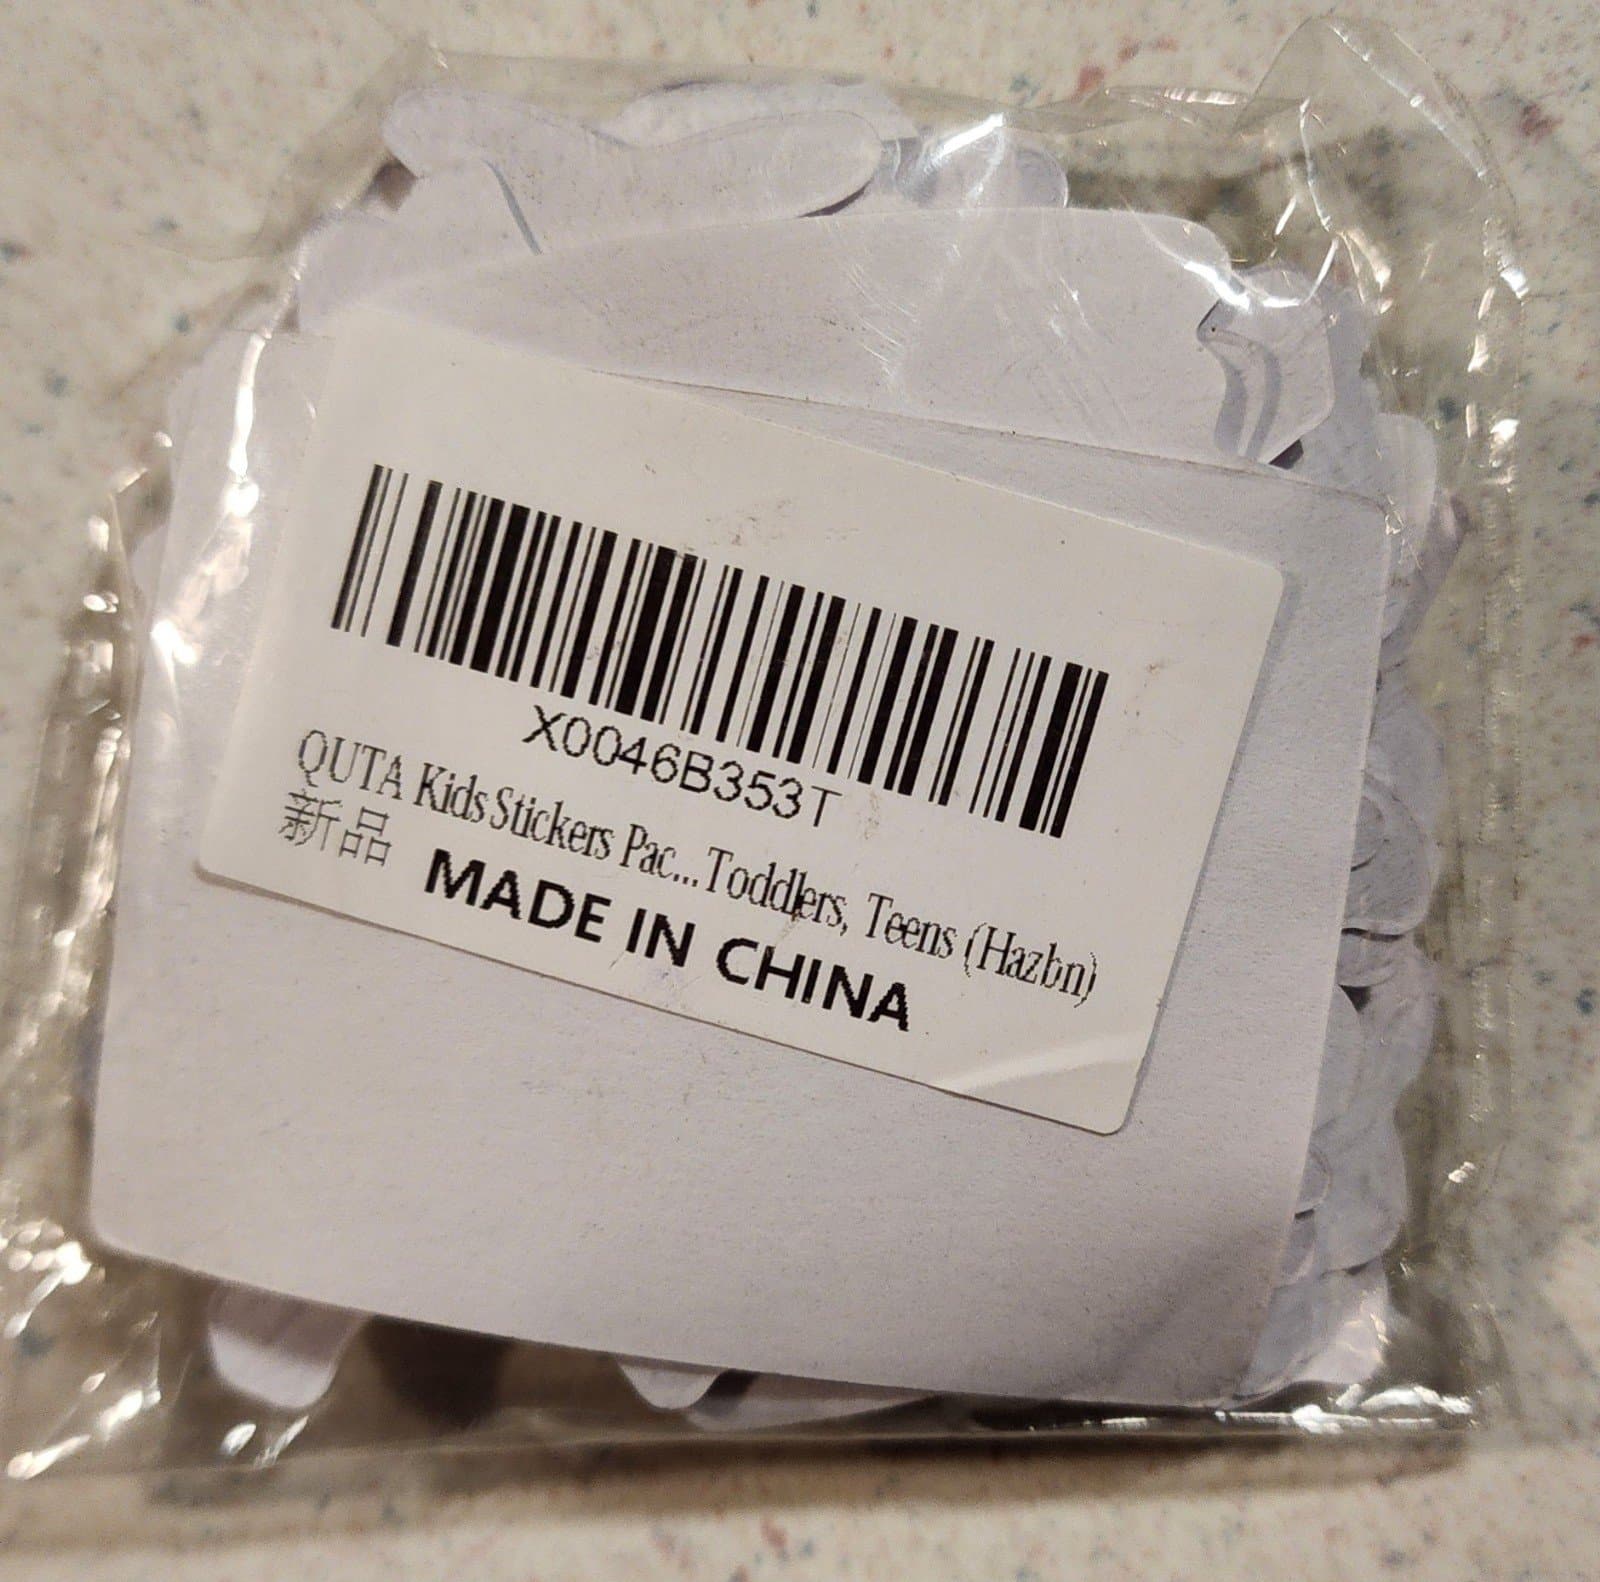 X0046B353T
QUTA Kids Stickers Pac...Toddlers, Teens (Hazbn)
新品
MADE IN CHINA